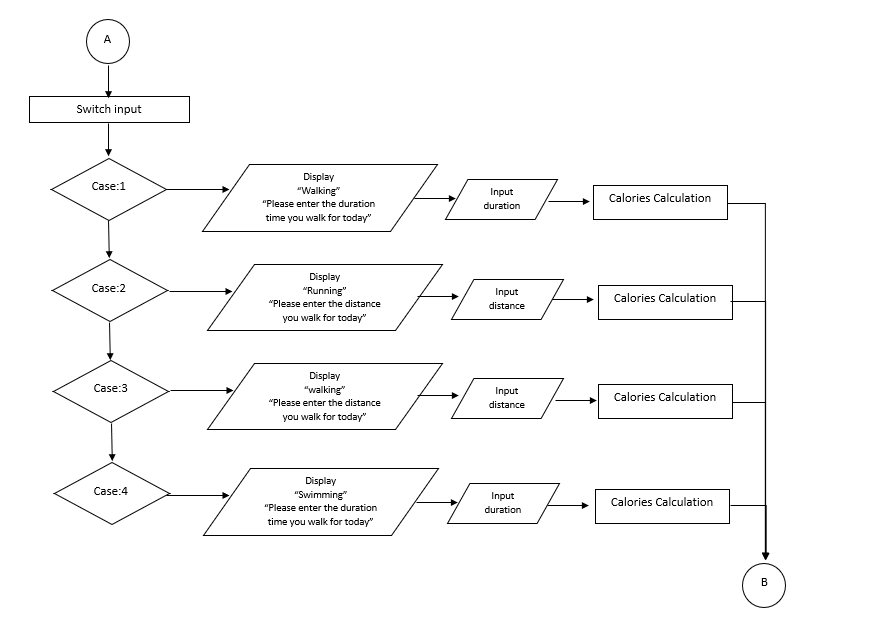 A
Switch input
Case:1
Display
“Walking”
“Please enter the duration
time you walk for today”
Input
duration
Calories Calculation
Case:2
Display
“Running”
“Please enter the distance
you walk for today”
Input
distance
Calories Calculation
Case:3
Display
“walking”
“Please enter the distance
you walk for today”
Input
distance
Calories Calculation
Case:4
Display
“Swimming”
“Please enter the duration
time you walk for today”
Input
duration
Calories Calculation
B